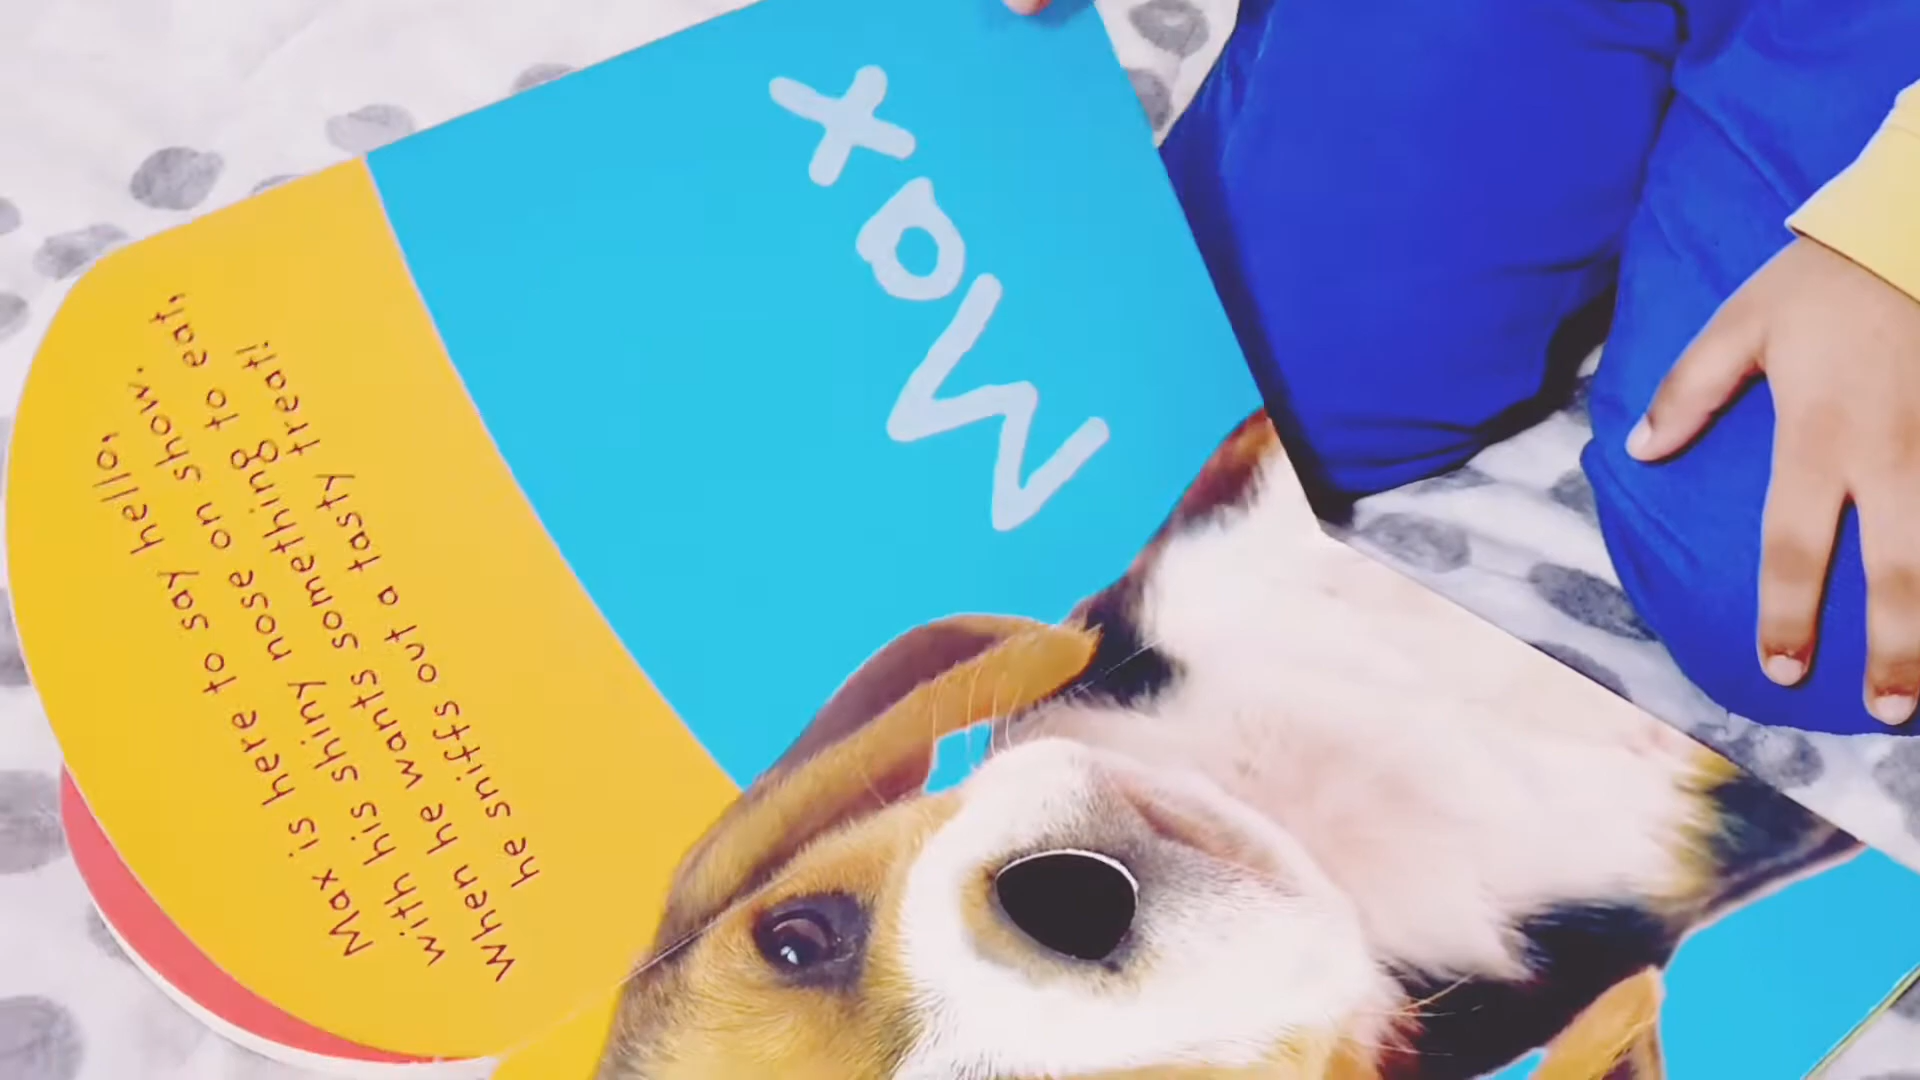 Max
Max is here to say hello,
with his shiny nose on show.
When he wants something to eat,
he sniffs out a tasty treat!